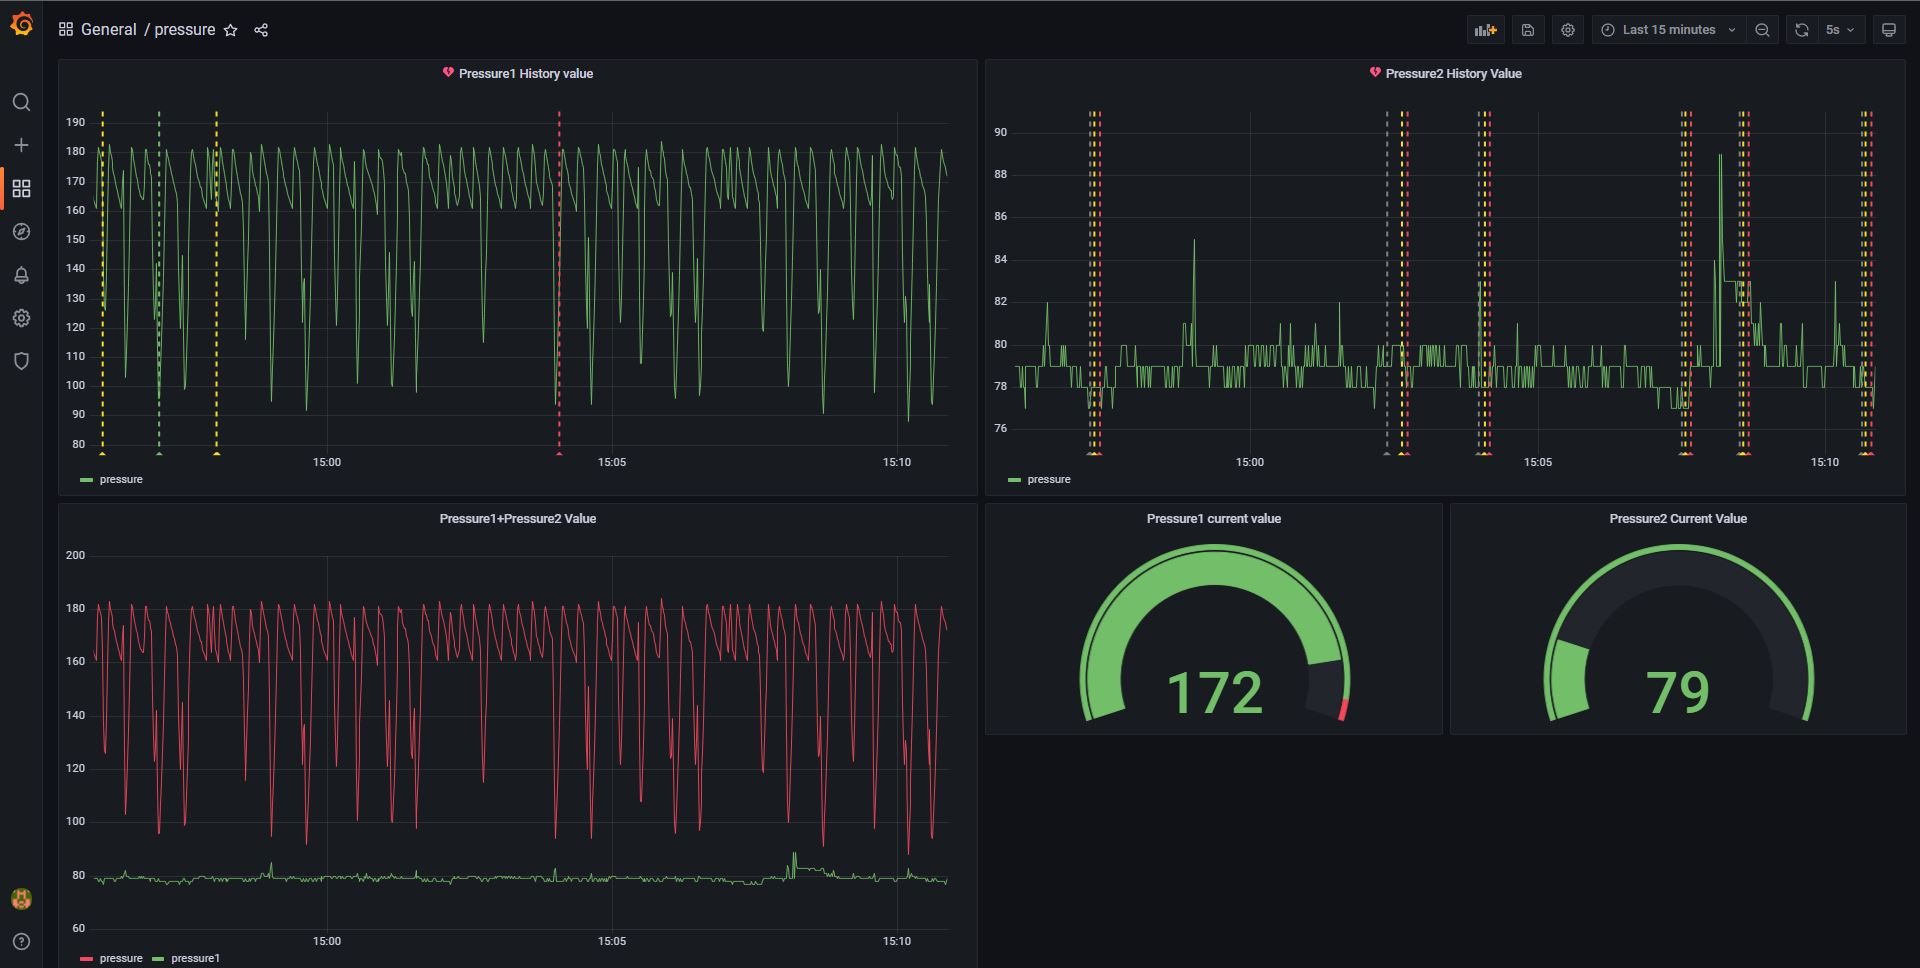 General / pressure
Last 15 minutes
5s
Pressure1 History value
190
180
170
160
150
140
130
120
110
100
90
80
15:00 15:05 15:10
pressure
Pressure2 History Value
90
88
86
84
82
80
78
76
15:00 15:05 15:10
pressure
Pressure1+Pressure2 Value
200
180
160
140
120
100
80
60
15:00 15:05 15:10
pressure pressure1
Pressure1 current value
172
Pressure2 Current Value
79